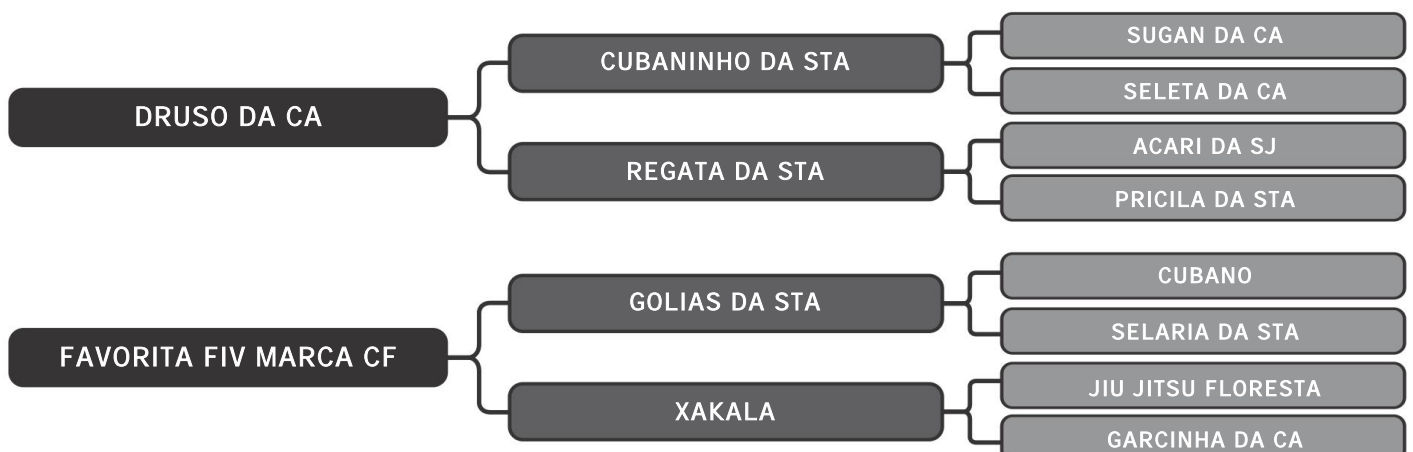 DRUSO DA CA
CUBANINHO DA STA
SUGAN DA CA
SELETA DA CA
REGATA DA STA
ACARI DA SJ
PRICILA DA STA
FAVORITA FIV MARCA CF
GOLIAS DA STA
CUBANO
SELARIA DA STA
XAKALA
JIU JITSU FLORESTA
GARCINHA DA CA